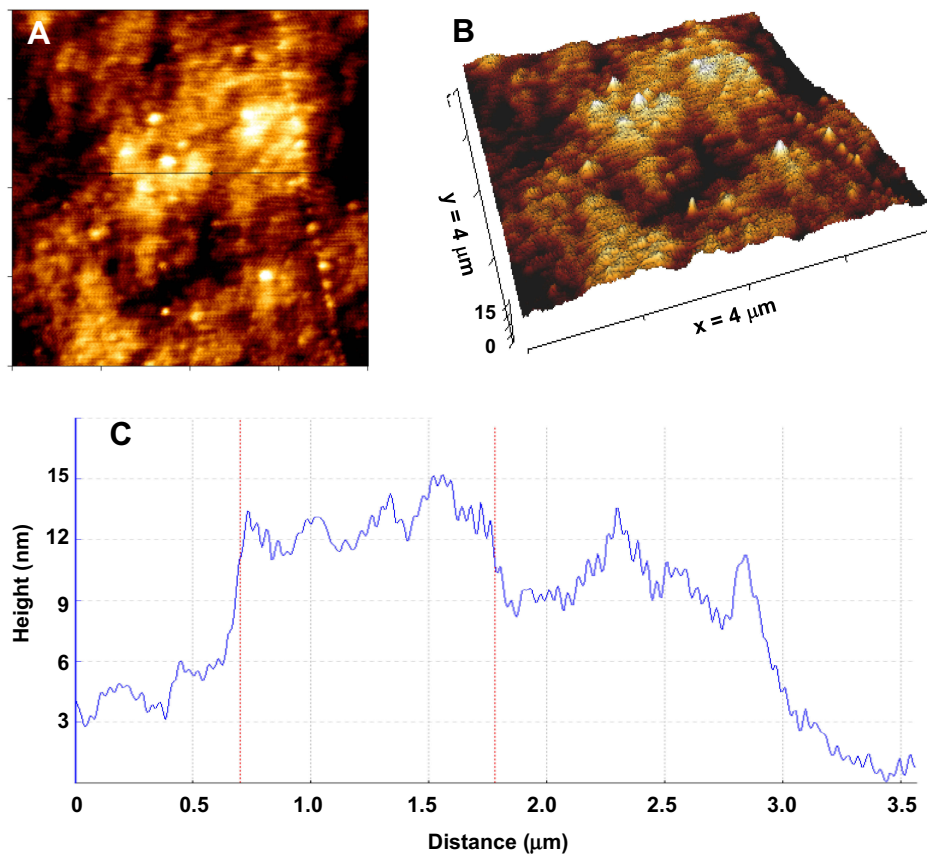 A
B
y = 4 μm
15
0
x = 4 μm
C
Height (nm)
15
12
9
6
3
0
0.5
1.0
1.5
2.0
2.5
3.0
3.5
Distance (μm)